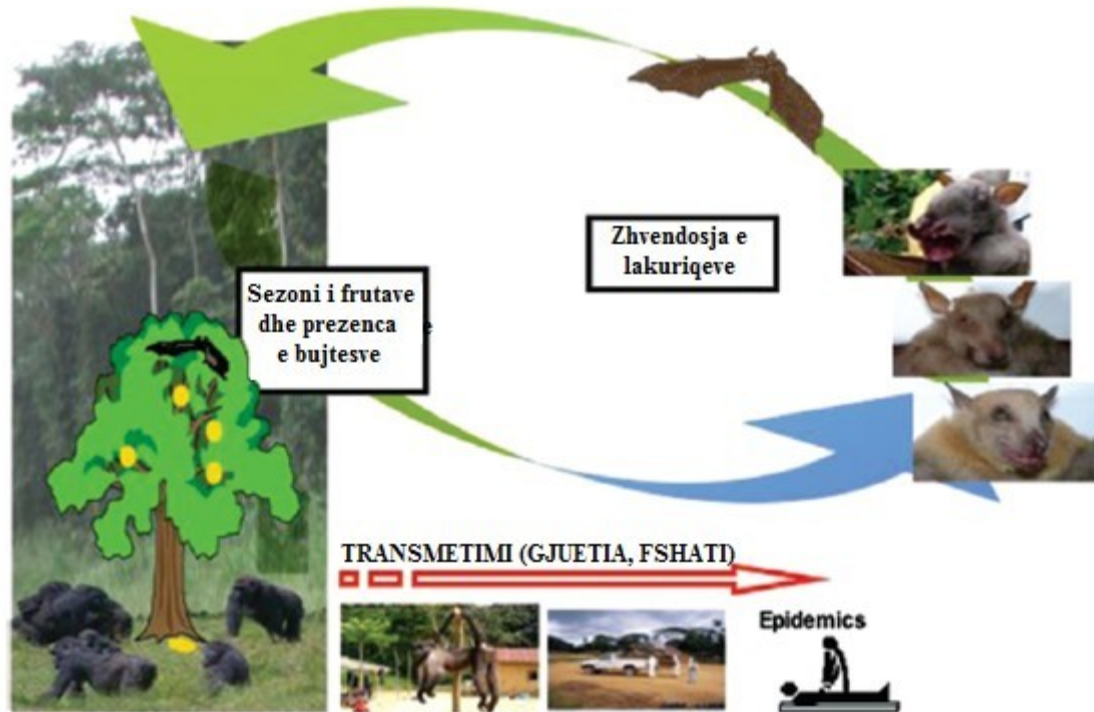 Zhvendosja e
lakuriqeve
Sezoni i frutave
dhe prezenca
e bujtesve
e
TRANSMETIMI (GJUETIA, FSHATI)
Epidemics